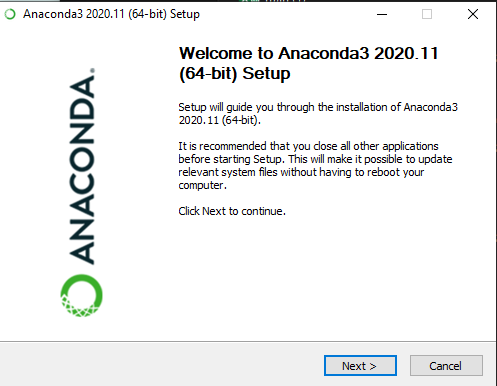 Anaconda3 2020.11 (64-bit) Setup
Welcome to Anaconda3 2020.11
(64-bit) Setup
Setup will guide you through the installation of Anaconda3
2020.11 (64-bit).
It is recommended that you close all other applications
before starting Setup. This will make it possible to update
relevant system files without having to reboot your
computer.
Click Next to continue.
ANACONDA.
Next >
Cancel